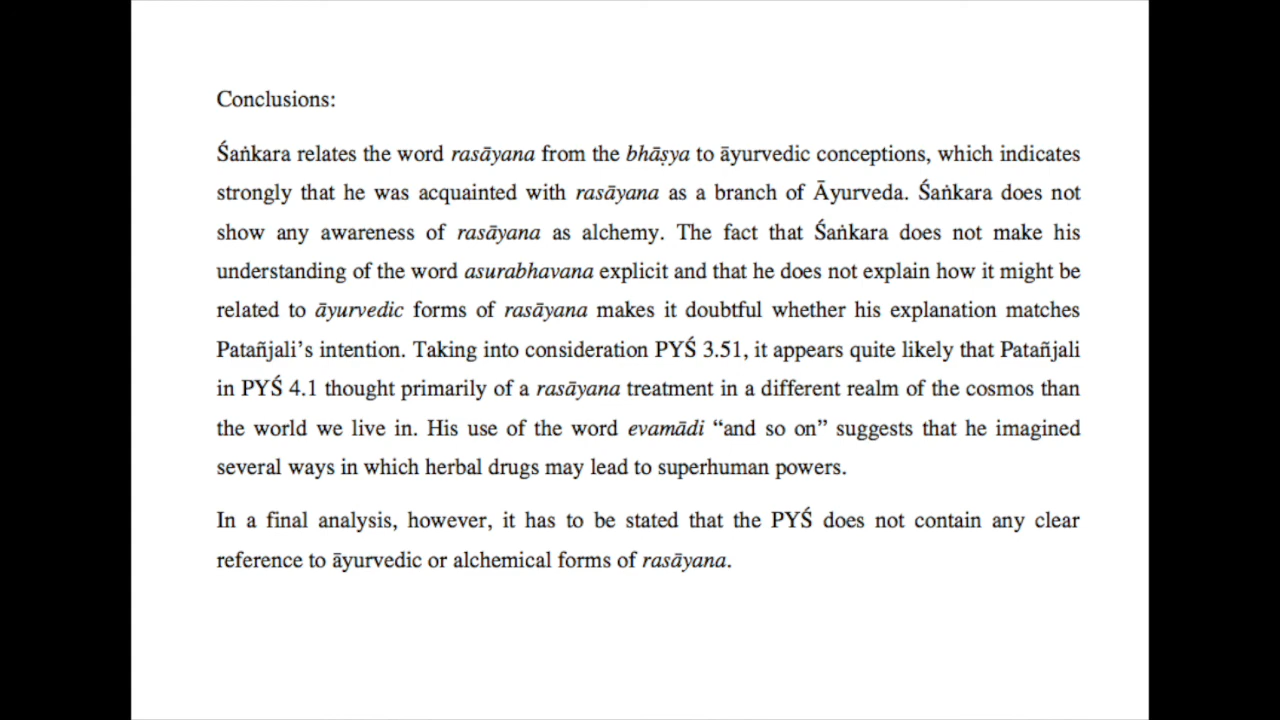 Conclusions:
Śaṅkara relates the word rasāyana from the bhāṣya to āyurvedic conceptions, which indicates
strongly that he was acquainted with rasāyana as a branch of Āyurveda. Śaṅkara does not
show any awareness of rasāyana as alchemy. The fact that Śaṅkara does not make his
understanding of the word asurabhavana explicit and that he does not explain how it might be
related to āyurvedic forms of rasāyana makes it doubtful whether his explanation matches
Patañjali’s intention. Taking into consideration PYŚ 3.51, it appears quite likely that Patañjali
in PYŚ 4.1 thought primarily of a rasāyana treatment in a different realm of the cosmos than
the world we live in. His use of the word evamādi “and so on” suggests that he imagined
several ways in which herbal drugs may lead to superhuman powers.
In a final analysis, however, it has to be stated that the PYŚ does not contain any clear
reference to āyurvedic or alchemical forms of rasāyana.